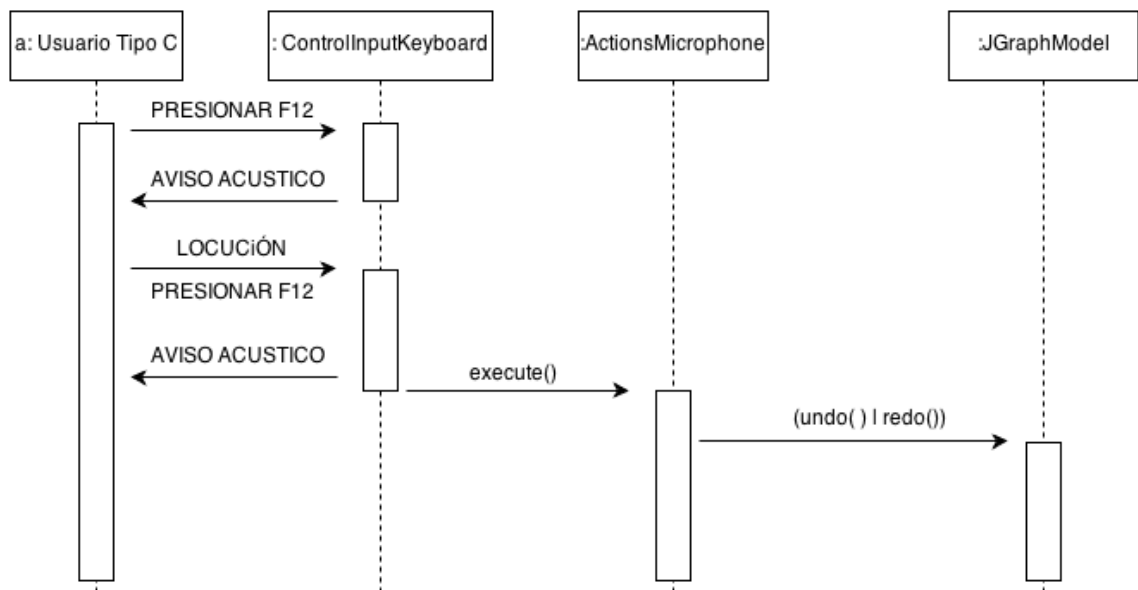 a: Usuario Tipo C
: ControlInputKeyboard
:ActionsMicrophone
:JGraphModel
PRESIONAR F12
AVISO ACUSTICO
LOCUCiÓN
PRESIONAR F12
AVISO ACUSTICO
execute()
(undo( ) | redo())